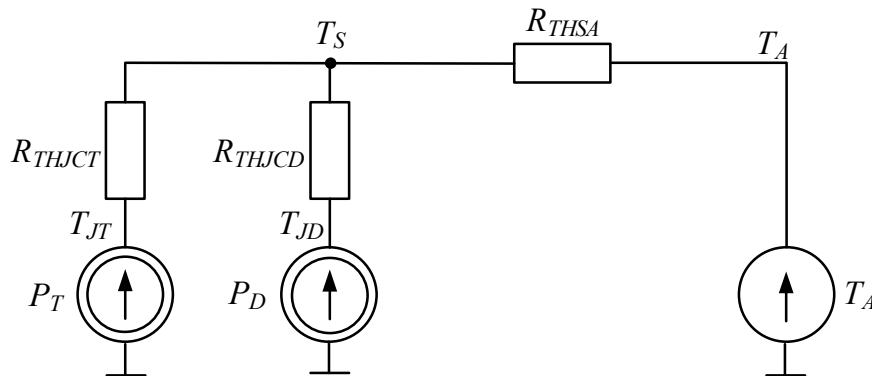 T_S
R_THSA
T_A
R_THJCT
R_THJCD
T_JT
T_JD
P_T
P_D
T_A